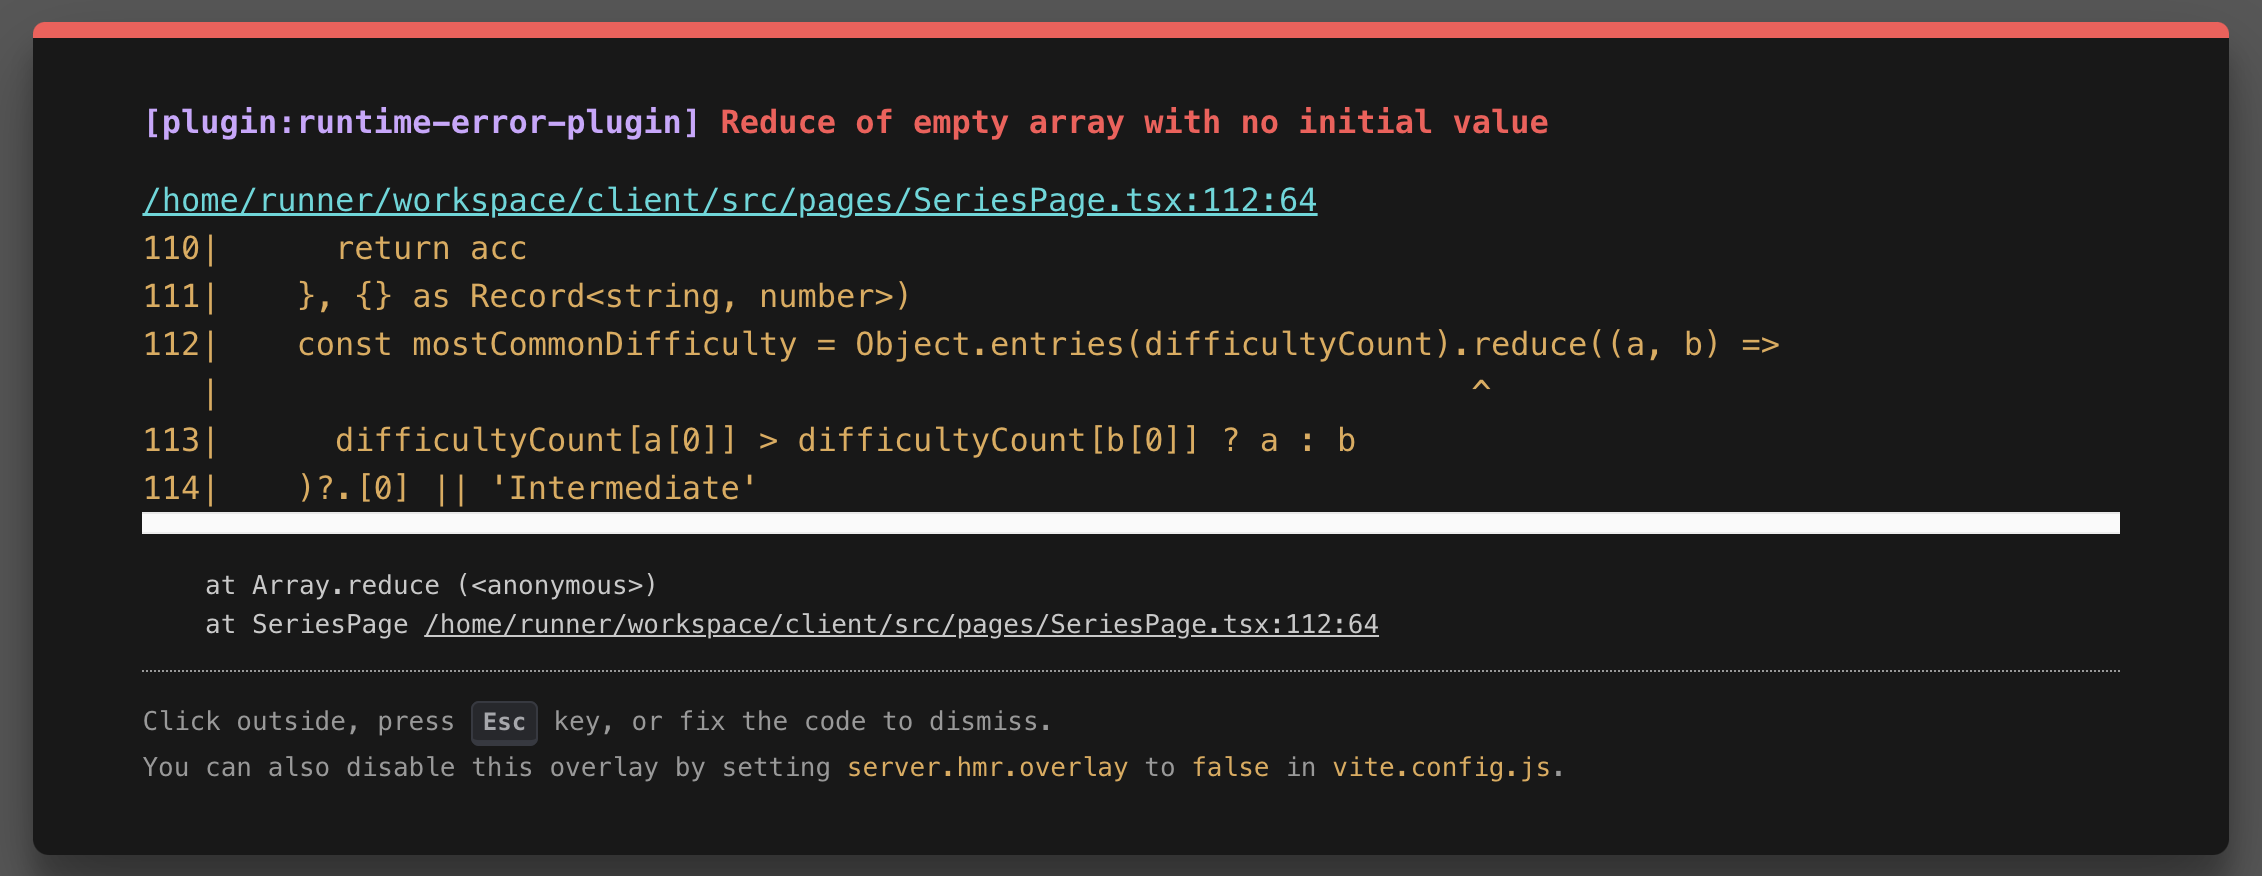 [plugin:runtime-error-plugin] Reduce of empty array with no initial value
/home/runner/workspace/client/src/pages/SeriesPage.tsx:112:64
110|      return acc
111|    }, {} as Record<string, number>)
112|    const mostCommonDifficulty = Object.entries(difficultyCount).reduce((a, b) =>
   |                                                                 ^
113|      difficultyCount[a[0]] > difficultyCount[b[0]] ? a : b
114|    )?.[0] || 'Intermediate'
    at Array.reduce (<anonymous>)
    at SeriesPage /home/runner/workspace/client/src/pages/SeriesPage.tsx:112:64
Click outside, press Esc key, or fix the code to dismiss.
You can also disable this overlay by setting server.hmr.overlay to false in vite.config.js.